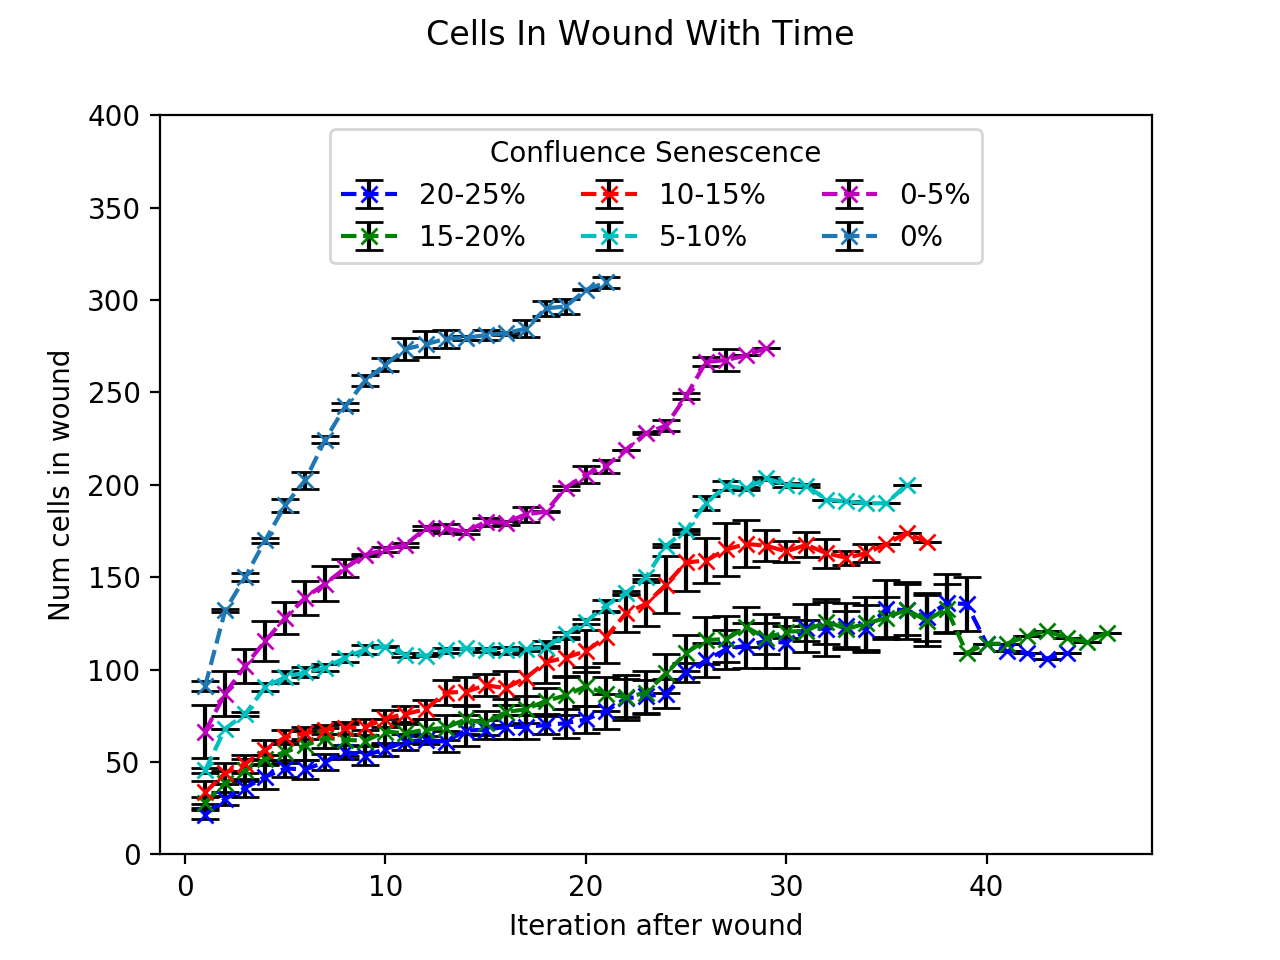 Cells In Wound With Time
400
350
300
250
200
150
100
50
0
Num cells in wound
Confluence Senescence
20-25% 10-15% 0-5%
15-20% 5-10% 0%
0 10 20 30 40
Iteration after wound